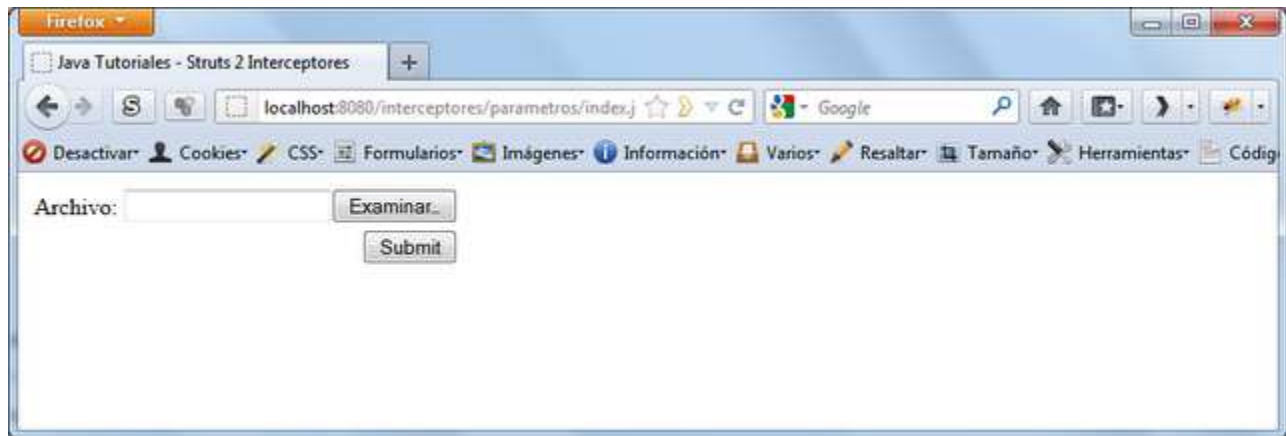 Firefox
Java Tutoriales - Struts 2 Interceptores
localhost:8080/interceptores/parametros/index.j
Google
Desactivar Cookies CSS Formularios Imágenes Información Varios Resaltar Tamaño Herramientas Códig
Archivo: Examinar..
Submit